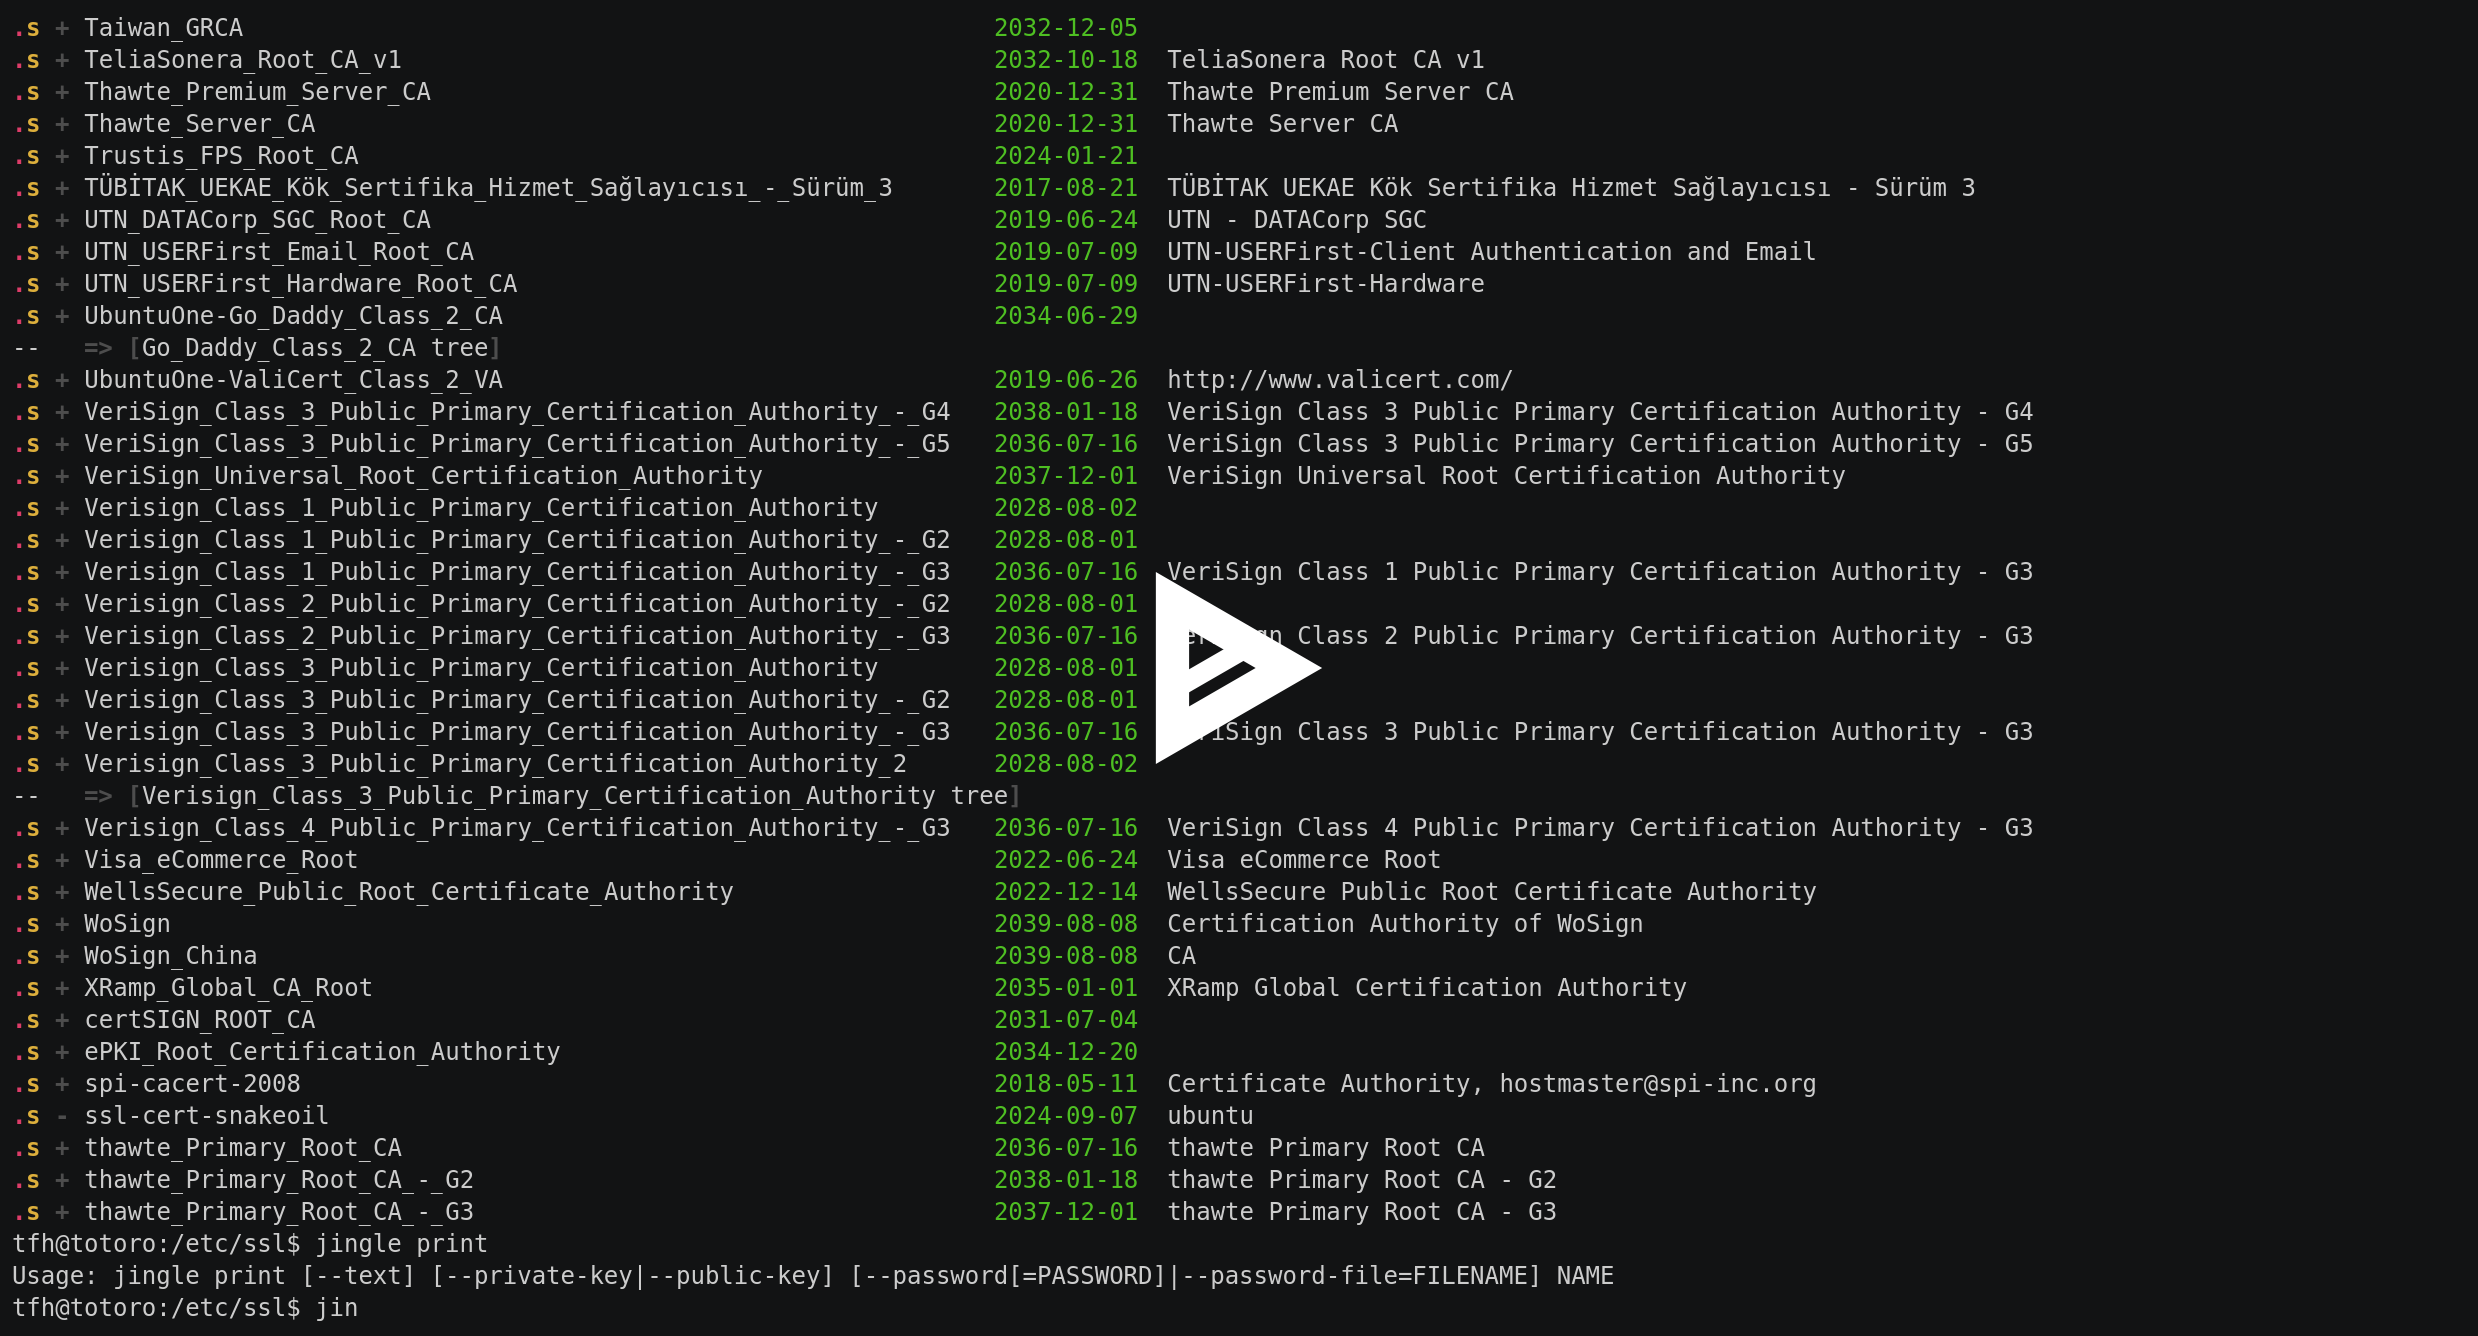 .s + Taiwan_GRCA 2032-12-05
.s + TeliaSonera_Root_CA_v1 2032-10-18 TeliaSonera Root CA v1
.s + Thawte_Premium_Server_CA 2020-12-31 Thawte Premium Server CA
.s + Thawte_Server_CA 2020-12-31 Thawte Server CA
.s + Trustis_FPS_Root_CA 2024-01-21
.s + TÜBİTAK_UEKAE_Kök_Sertifika_Hizmet_Sağlayıcısı_-_Sürüm_3 2017-08-21 TÜBİTAK UEKAE Kök Sertifika Hizmet Sağlayıcısı - Sürüm 3
.s + UTN_DATACorp_SGC_Root_CA 2019-06-24 UTN - DATACorp SGC
.s + UTN_USERFirst_Email_Root_CA 2019-07-09 UTN-USERFirst-Client Authentication and Email
.s + UTN_USERFirst_Hardware_Root_CA 2019-07-09 UTN-USERFirst-Hardware
.s + UbuntuOne-Go_Daddy_Class_2_CA 2034-06-29
-- => [Go_Daddy_Class_2_CA tree]
.s + UbuntuOne-ValiCert_Class_2_VA 2019-06-26 http://www.valicert.com/
.s + VeriSign_Class_3_Public_Primary_Certification_Authority_-_G4 2038-01-18 VeriSign Class 3 Public Primary Certification Authority - G4
.s + VeriSign_Class_3_Public_Primary_Certification_Authority_-_G5 2036-07-16 VeriSign Class 3 Public Primary Certification Authority - G5
.s + VeriSign_Universal_Root_Certification_Authority 2037-12-01 VeriSign Universal Root Certification Authority
.s + Verisign_Class_1_Public_Primary_Certification_Authority 2028-08-02
.s + Verisign_Class_1_Public_Primary_Certification_Authority_-_G2 2028-08-01
.s + Verisign_Class_1_Public_Primary_Certification_Authority_-_G3 2036-07-16 VeriSign Class 1 Public Primary Certification Authority - G3
.s + Verisign_Class_2_Public_Primary_Certification_Authority_-_G2 2028-08-01
.s + Verisign_Class_2_Public_Primary_Certification_Authority_-_G3 2036-07-16 Class 2 Public Primary Certification Authority - G3
.s + Verisign_Class_3_Public_Primary_Certification_Authority 2028-08-01
.s + Verisign_Class_3_Public_Primary_Certification_Authority_-_G2 2028-08-01
.s + Verisign_Class_3_Public_Primary_Certification_Authority_-_G3 2036-07-16 VeriSign Class 3 Public Primary Certification Authority - G3
.s + Verisign_Class_3_Public_Primary_Certification_Authority_2 2028-08-02
-- => [Verisign_Class_3_Public_Primary_Certification_Authority tree]
.s + Verisign_Class_4_Public_Primary_Certification_Authority_-_G3 2036-07-16 VeriSign Class 4 Public Primary Certification Authority - G3
.s + Visa_eCommerce_Root 2022-06-24 Visa eCommerce Root
.s + WellsSecure_Public_Root_Certificate_Authority 2022-12-14 WellsSecure Public Root Certificate Authority
.s + WoSign 2039-08-08 Certification Authority of WoSign
.s + WoSign_China 2039-08-08 CA
.s + XRamp_Global_CA_Root 2035-01-01 XRamp Global Certification Authority
.s + certSIGN_ROOT_CA 2031-07-04
.s + ePKI_Root_Certification_Authority 2034-12-20
.s + spi-cacert-2008 2018-05-11 Certificate Authority, hostmaster@spi-inc.org
.s - ssl-cert-snakeoil 2024-09-07 ubuntu
.s + thawte_Primary_Root_CA 2036-07-16 thawte Primary Root CA
.s + thawte_Primary_Root_CA_-_G2 2038-01-18 thawte Primary Root CA - G2
.s + thawte_Primary_Root_CA_-_G3 2037-12-01 thawte Primary Root CA - G3
tfh@totoro:/etc/ssl$ jingle print
Usage: jingle print [--text] [--private-key|--public-key] [--password[=PASSWORD]|--password-file=FILENAME] NAME
tfh@totoro:/etc/ssl$ jin